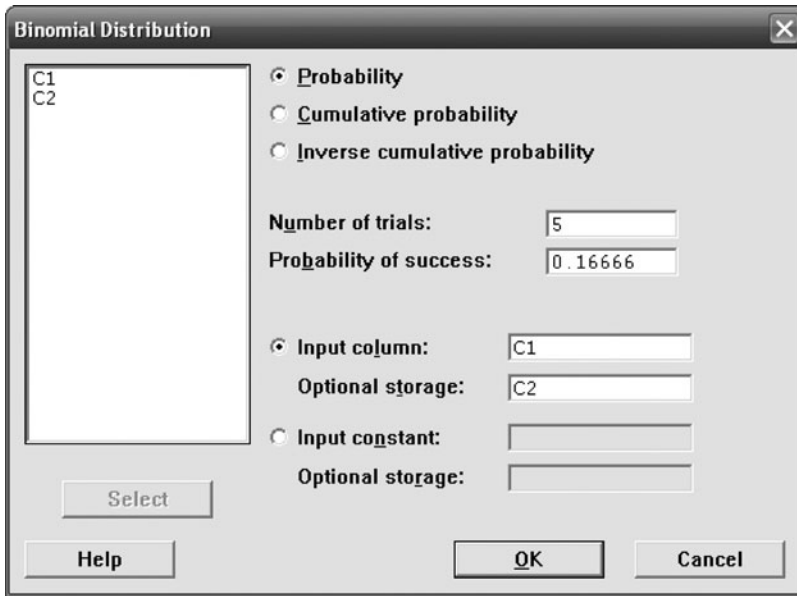 Binomial Distribution
C1
C2
Probability
Cumulative probability
Inverse cumulative probability
Number of trials: 5
Probability of success: 0.16666
Input column: C1
Optional storage: C2
Input constant:
Optional storage:
Select
Help
OK
Cancel